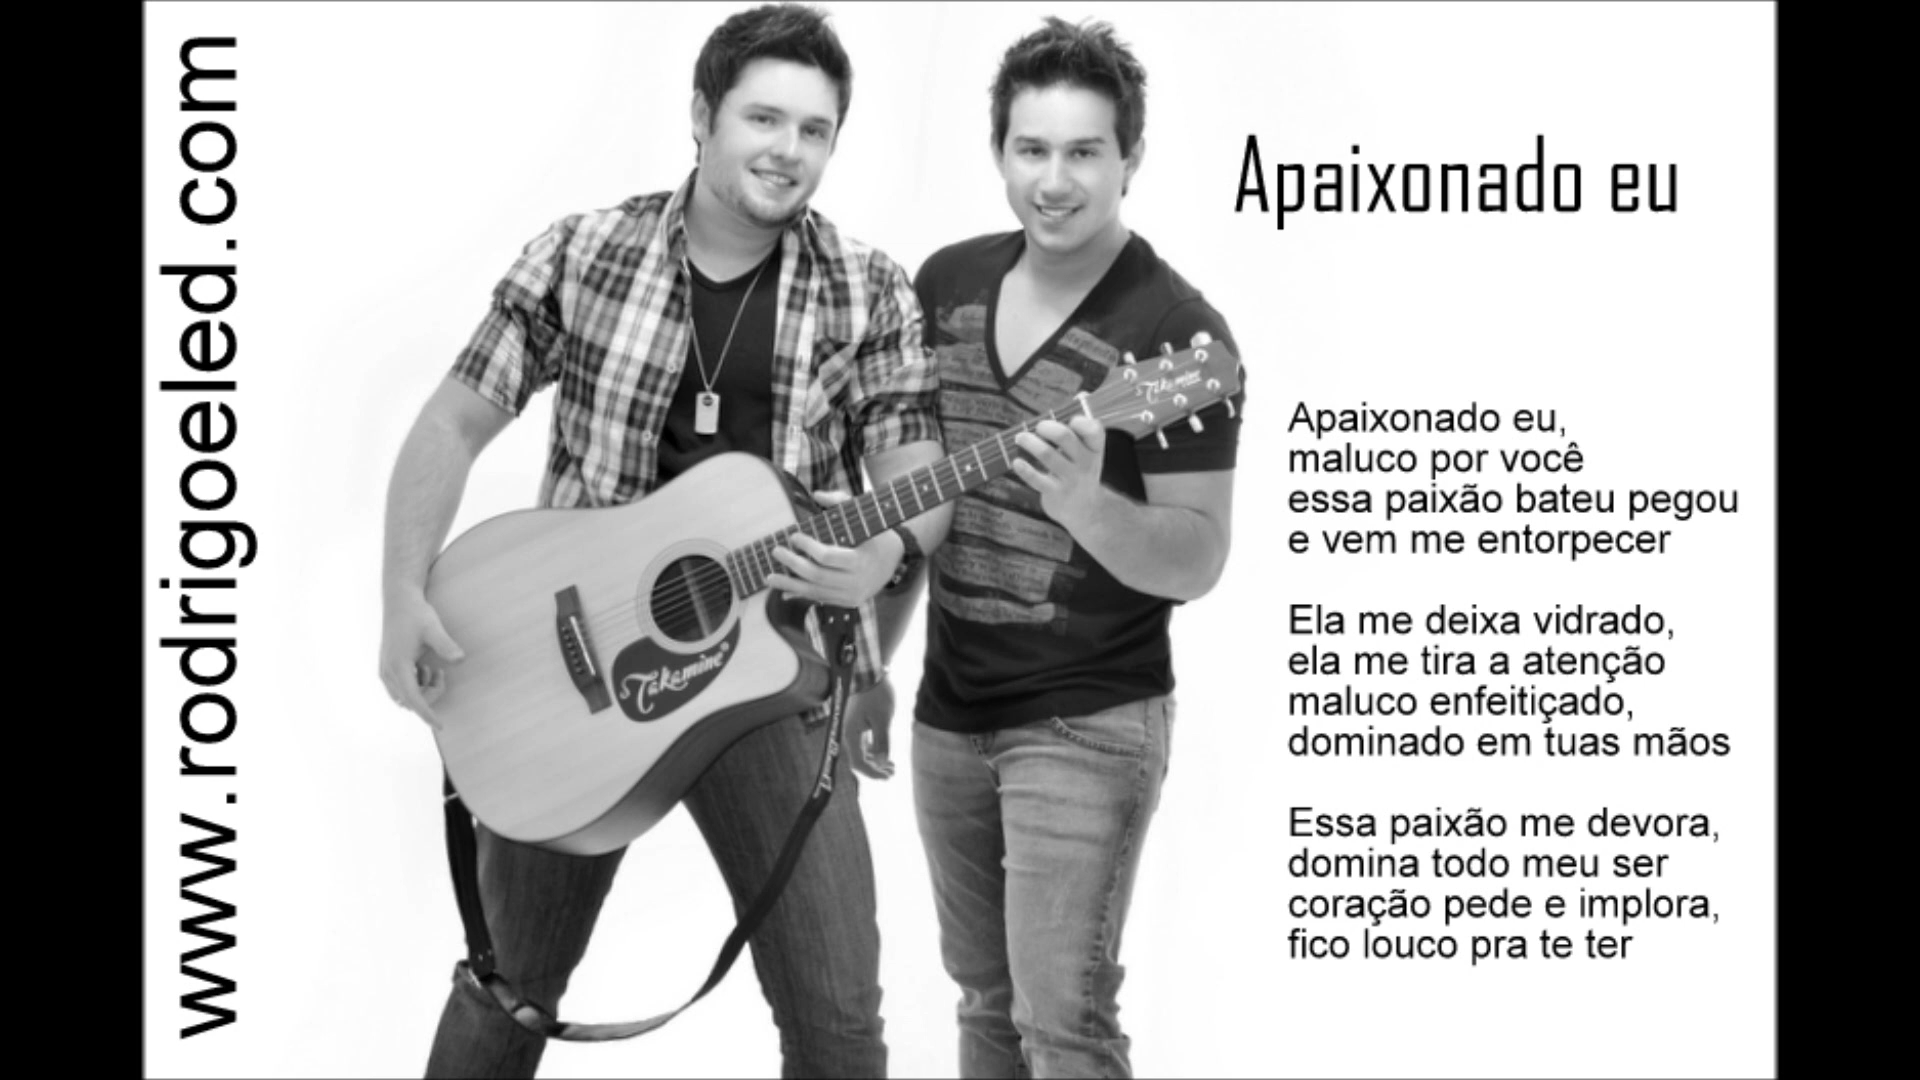 www.rodrigoeled.com
Apaixonado eu
Takamine
Takamine
Apaixonado eu,
maluco por você
essa paixão bateu pegou
e vem me entorpecer
Ela me deixa vidrado,
ela me tira a atenção
maluco enfeitiçado,
dominado em tuas mãos
Essa paixão me devora,
domina todo meu ser
coração pede e implora,
fico louco pra te ter